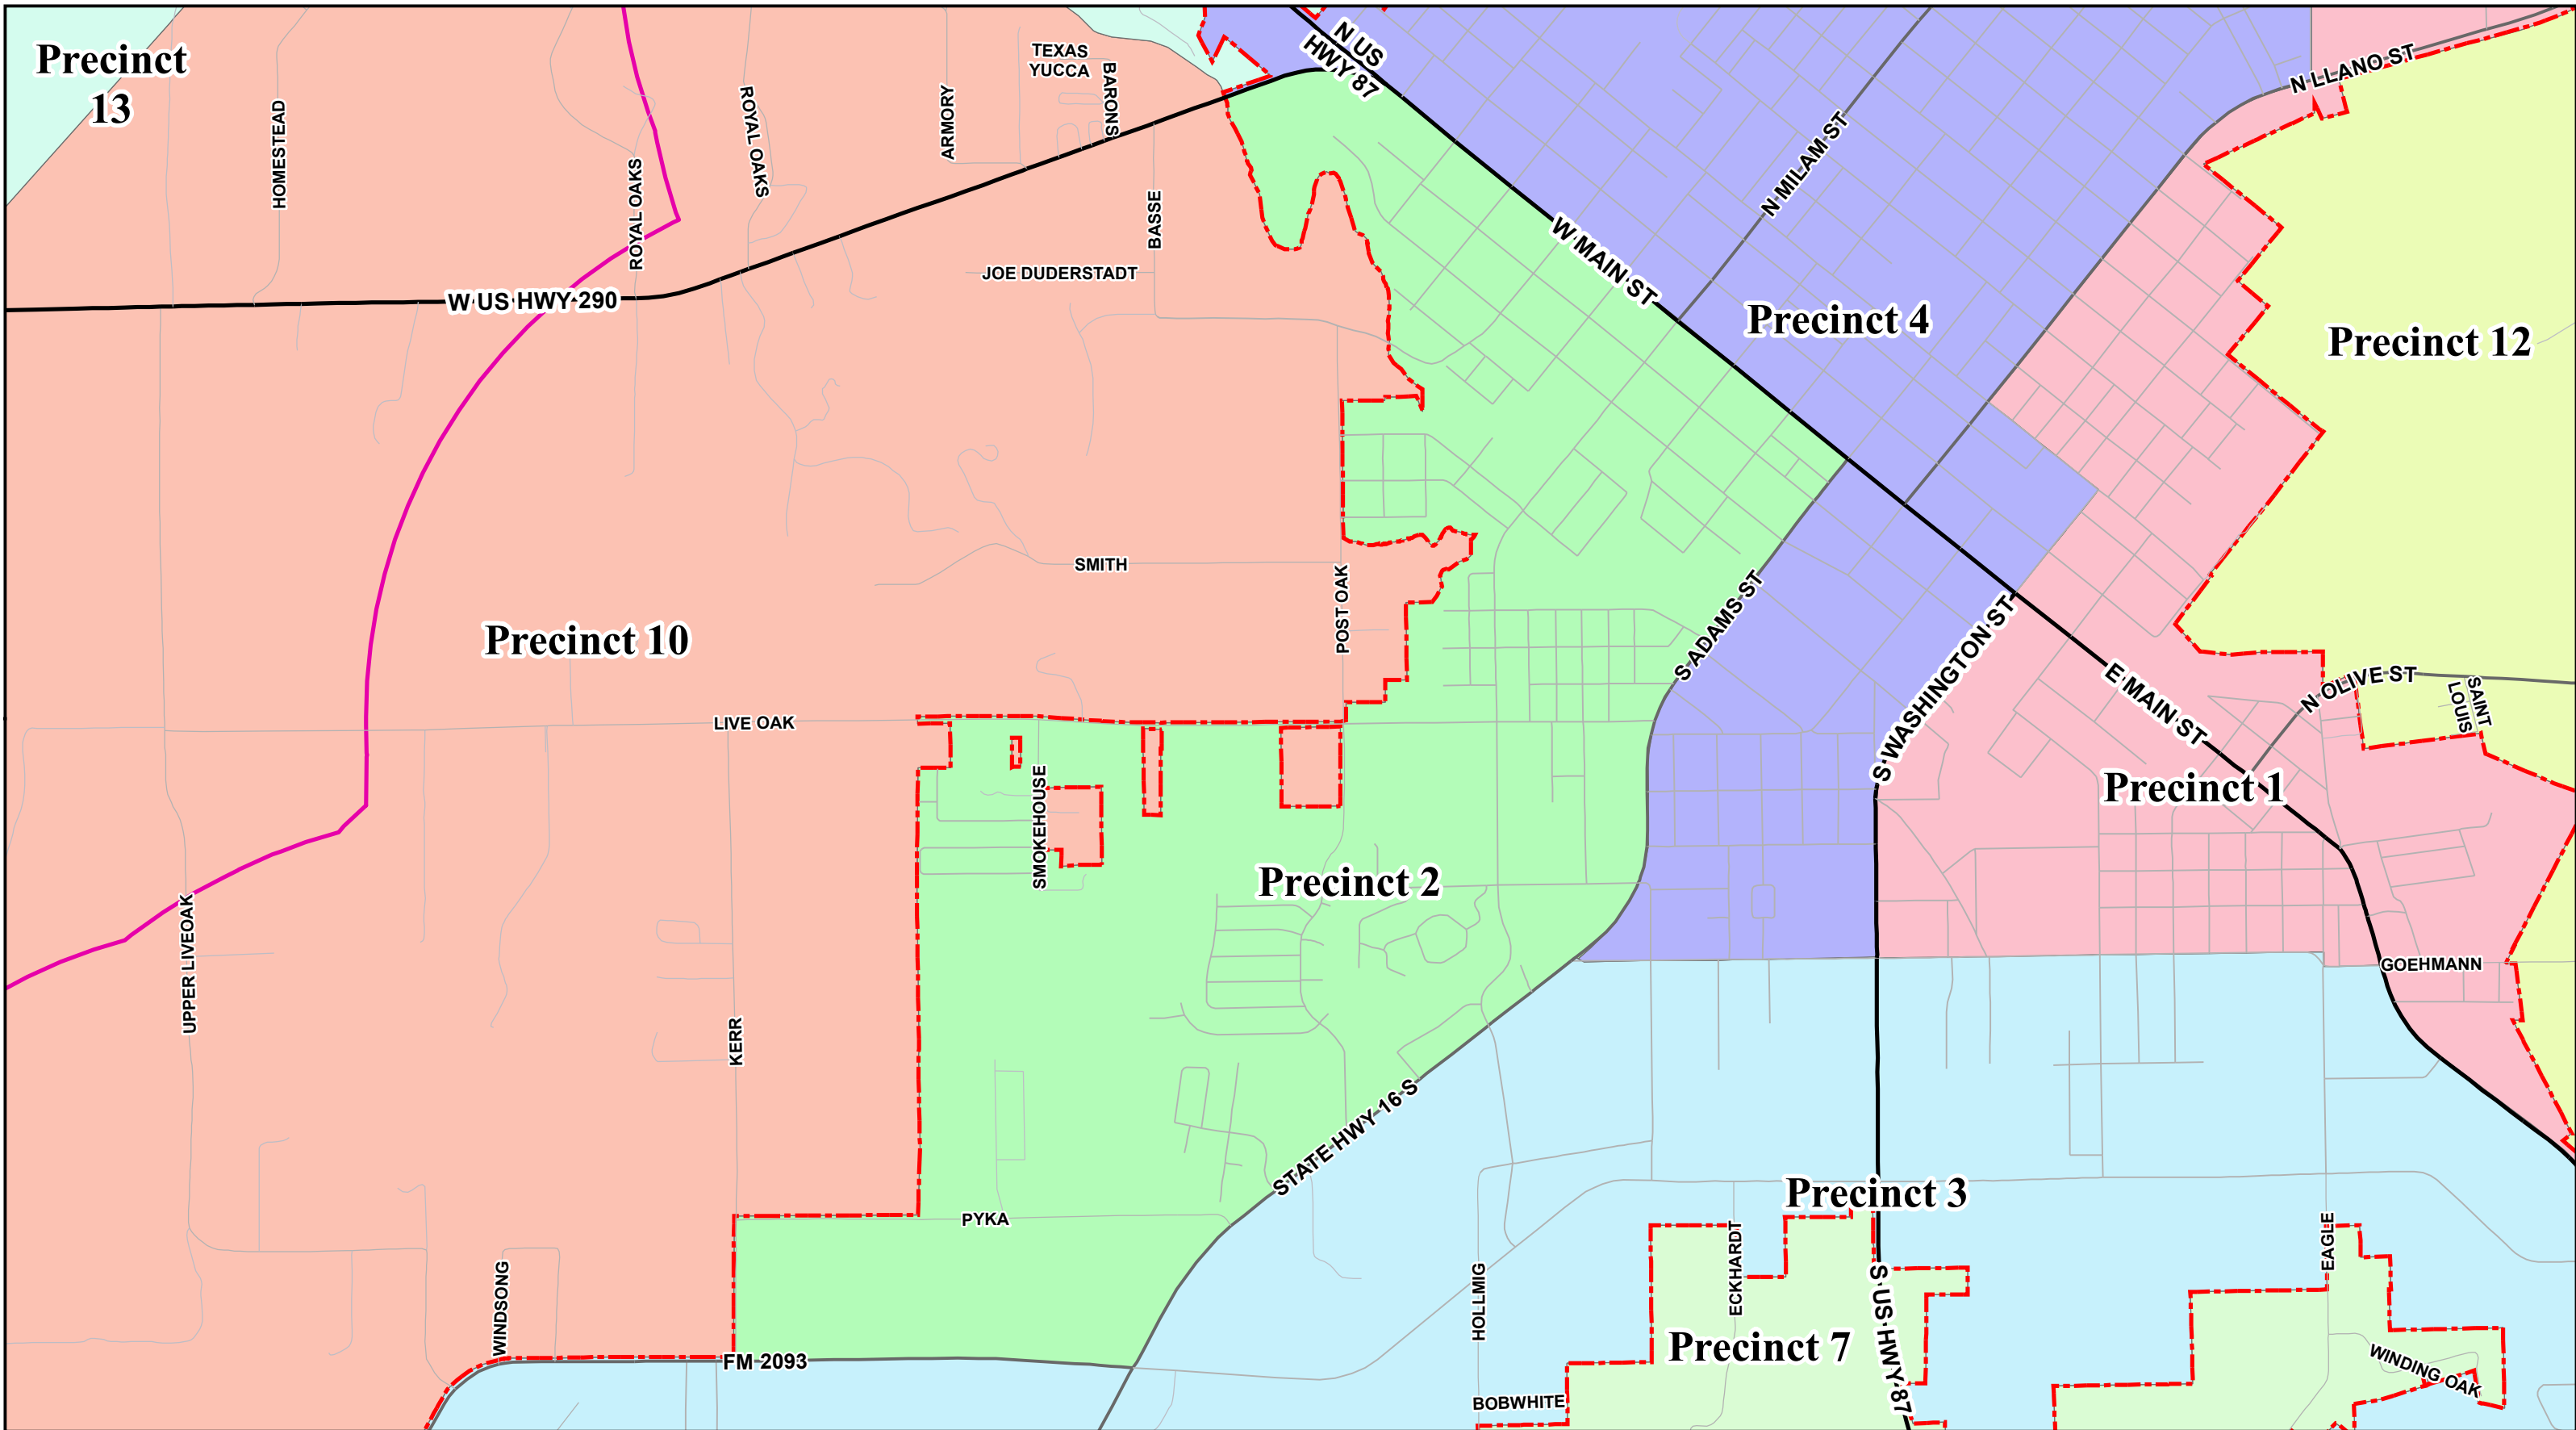 Precinct
13
HOMESTEAD
ROYAL OAKS
ROYAL OAKS
ARMORY
TEXAS
YUCCA
BARONS
BASSE
JOE DUDERSTADT
W US HWY 290
N US
HWY 87
W MAIN ST
N MILAM ST
N LLANO ST
Precinct 4
Precinct 12
SMITH
POST OAK
Precinct 10
S ADAMS ST
S WASHINGTON ST
E MAIN ST
N OLIVE ST
SAINT
LOUIS
LIVE OAK
SMOKEHOUSE
Precinct 1
Precinct 2
UPPER LIVEOAK
KERR
GOEHMANN
STATE HWY 16 S
Precinct 3
PYKA
WINDSONG
HOLLMIG
ECKHARDT
EAGLE
S US HWY 87
Precinct 7
FM 2093
WINDING OAK
BOBWHITE